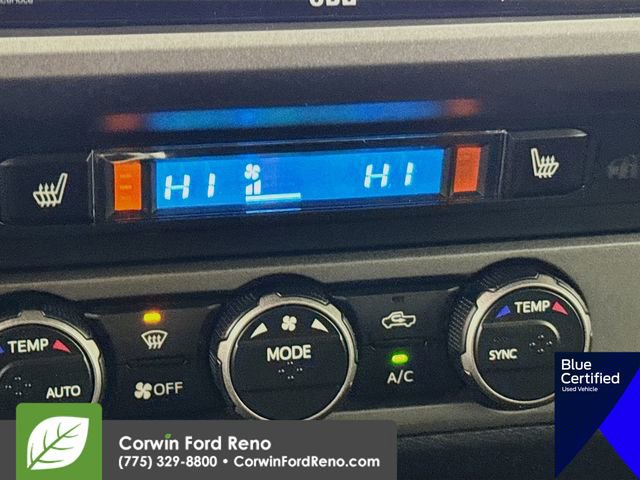 USB
HI HI
TEMP MODE TEMP
AUTO OFF A/C SYNC
Blue
Certified
Used Vehicle
Corwin Ford Reno
(775) 329-8800 • CorwinFordReno.com